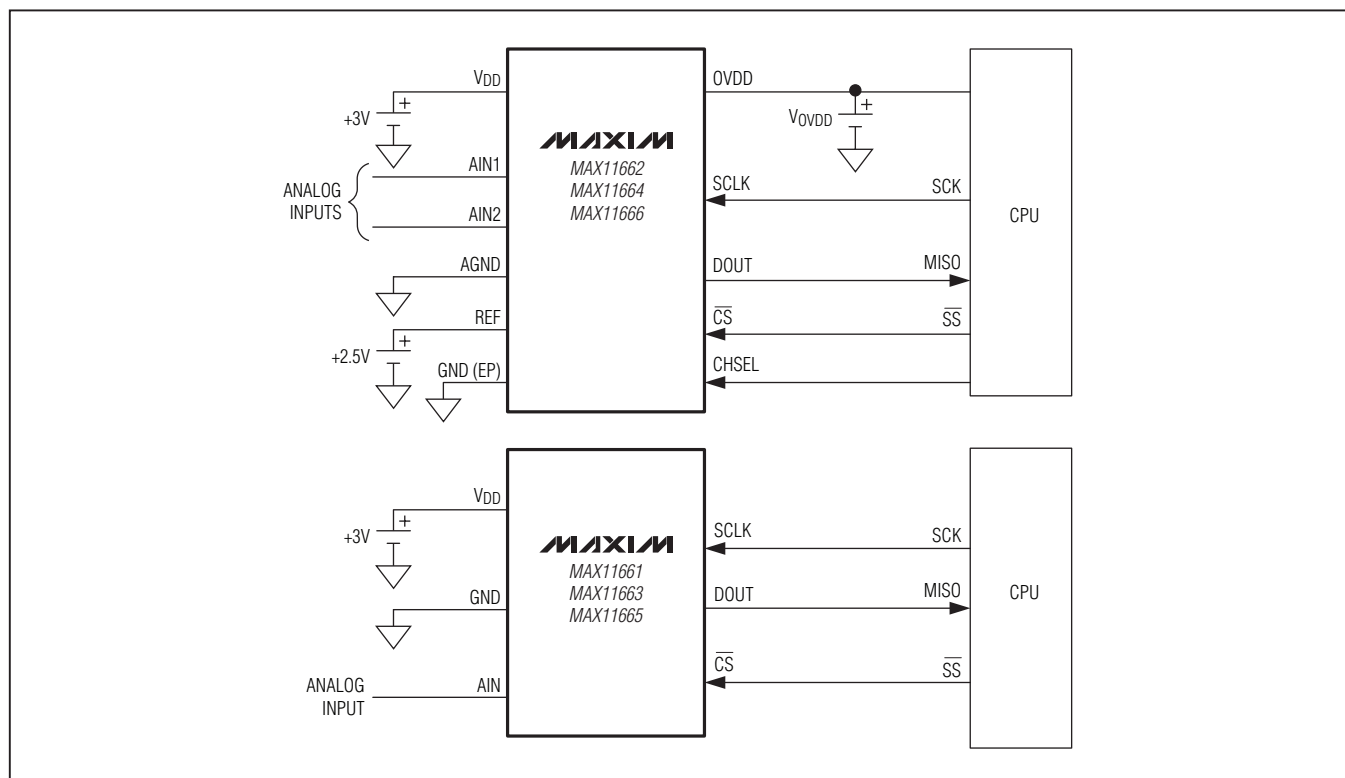 VDD
+3V
+
ANALOG
INPUTS
AIN1
AIN2
AGND
REF
+2.5V
+
GND (EP)
MAXIM
MAX11662
MAX11664
MAX11666
OVDD
VOVDD
+
SCLK
SCK
DOUT
MISO
CS
SS
CHSEL
CPU
VDD
+3V
+
GND
ANALOG
INPUT
AIN
MAXIM
MAX11661
MAX11663
MAX11665
SCLK
SCK
DOUT
MISO
CS
SS
CPU